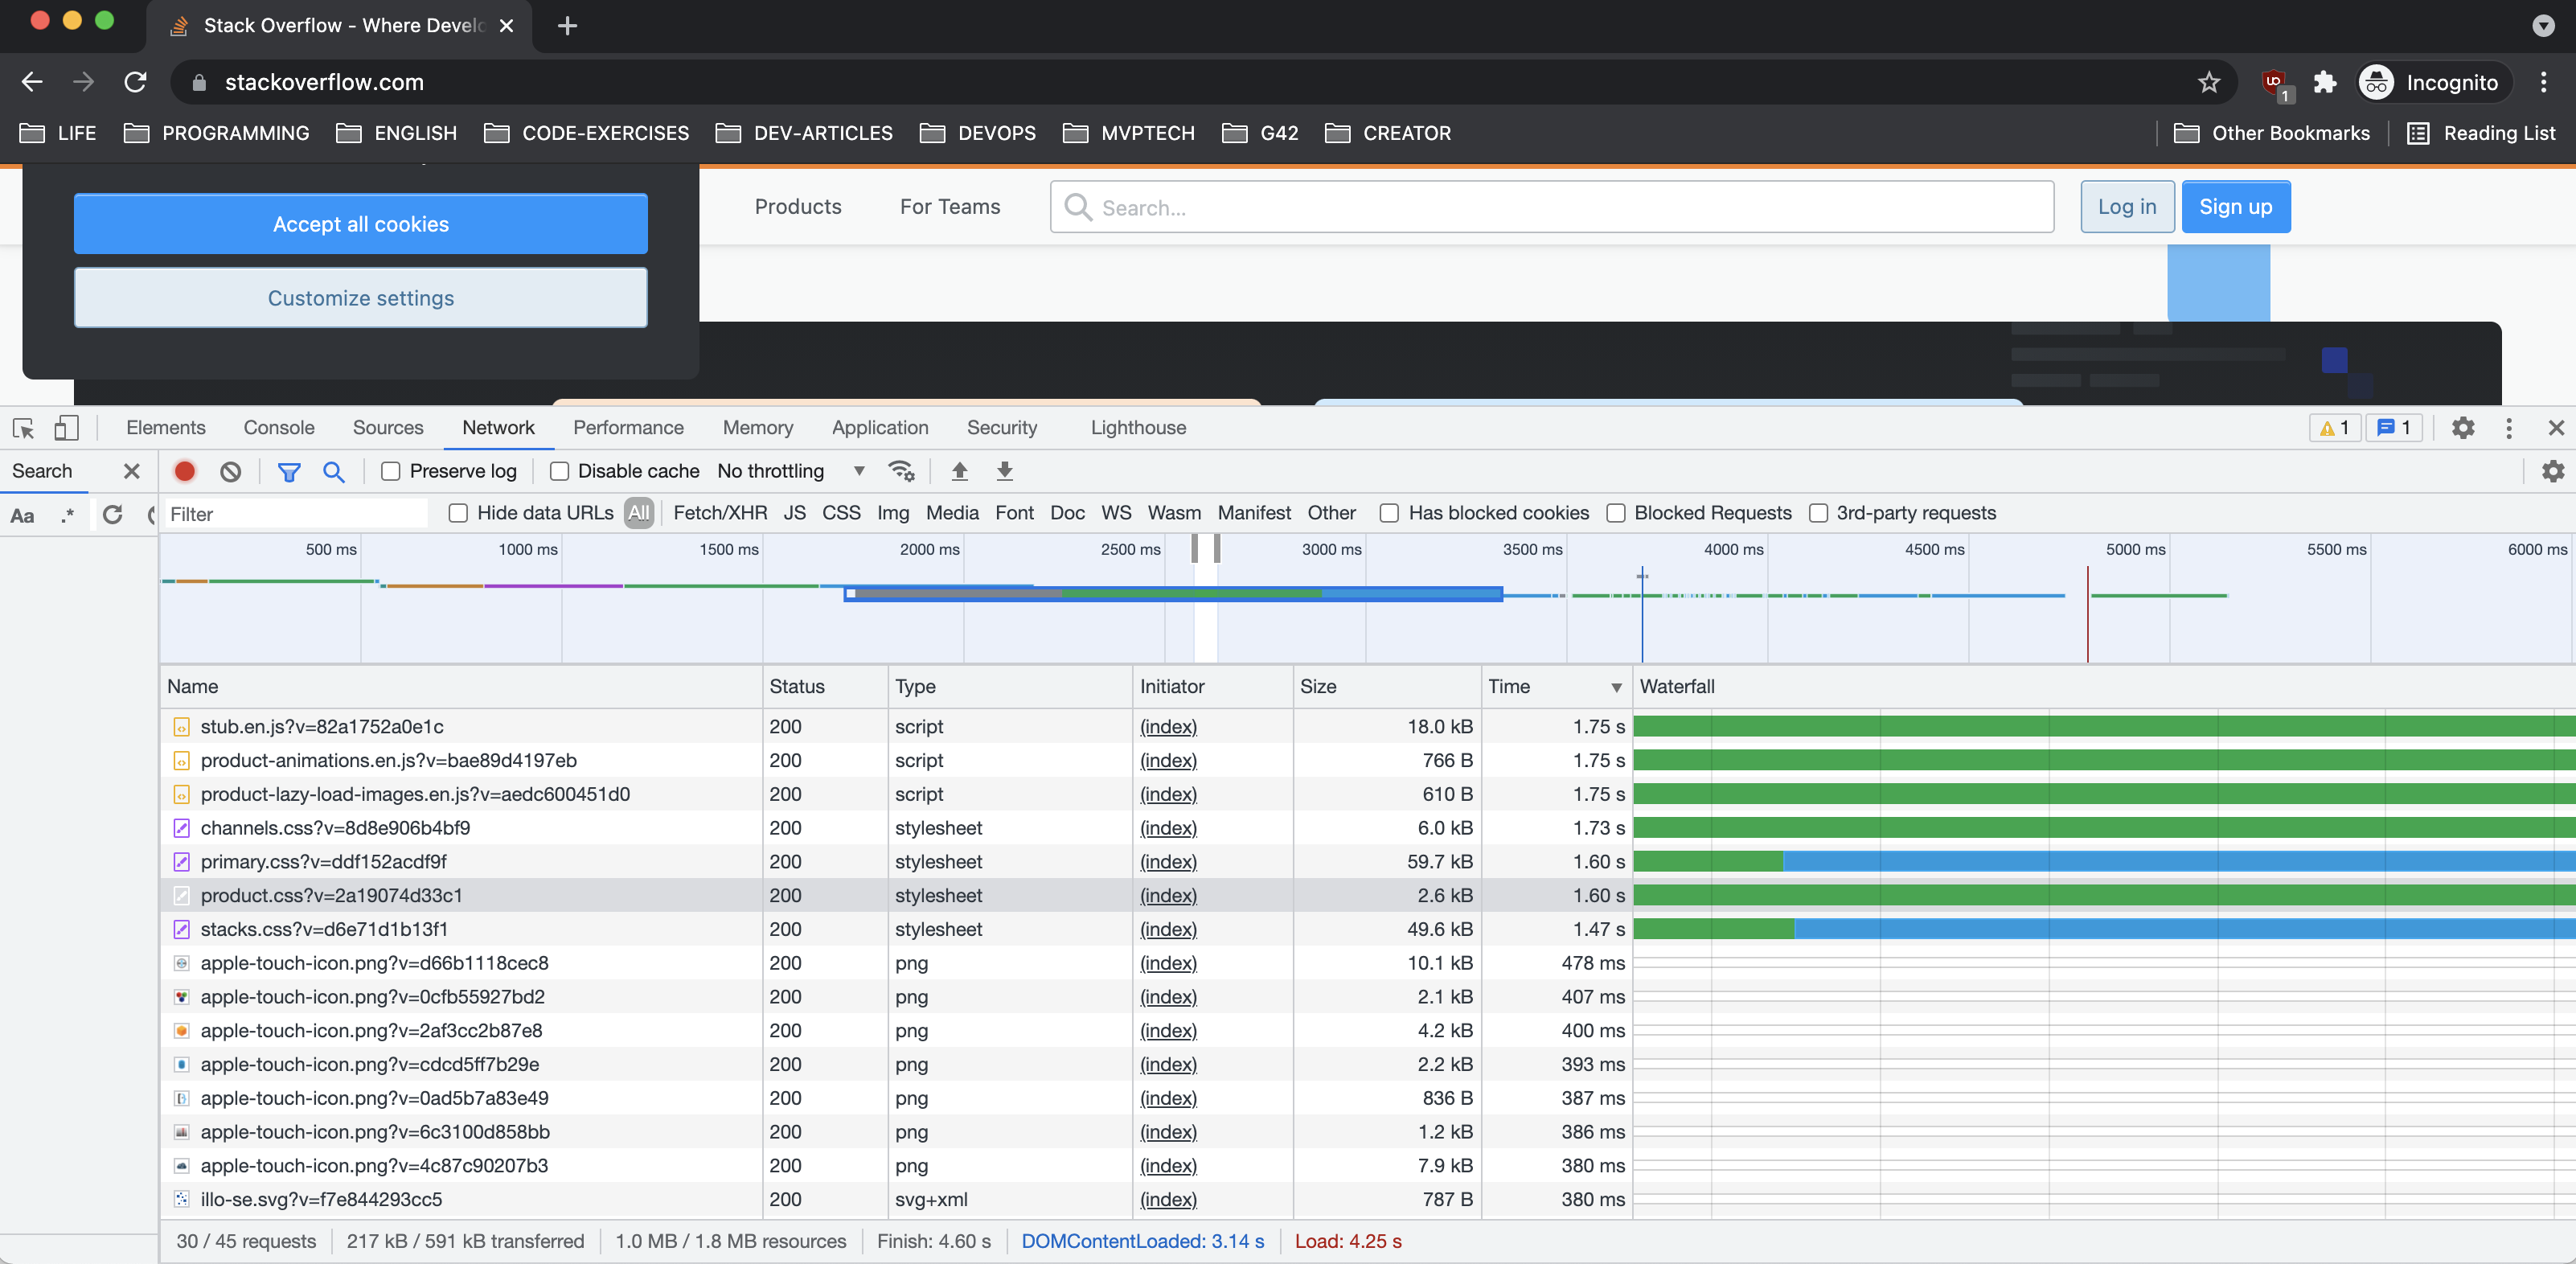 Stack Overflow - Where Develo
stackoverflow.com
1
Incognito
LIFE PROGRAMMING ENGLISH CODE-EXERCISES DEV-ARTICLES DEVOPS MVPTECH G42 CREATOR Other Bookmarks Reading List
Accept all cookies
Customize settings
Products For Teams Search... Log in Sign up
Elements Console Sources Network Performance Memory Application Security Lighthouse 1 1
Search Preserve log Disable cache No throttling
Aa .* Filter Hide data URLs All Fetch/XHR JS CSS Img Media Font Doc WS Wasm Manifest Other Has blocked cookies Blocked Requests 3rd-party requests
500 ms 1000 ms 1500 ms 2000 ms 2500 ms 3000 ms 3500 ms 4000 ms 4500 ms 5000 ms 5500 ms 6000 ms
Name Status Type Initiator Size Time Waterfall
stub.en.js?v=82a1752a0e1c 200 script (index) 18.0 kB 1.75 s
product-animations.en.js?v=bae89d4197eb 200 script (index) 766 B 1.75 s
product-lazy-load-images.en.js?v=aedc600451d0 200 script (index) 610 B 1.75 s
channels.css?v=8d8e906b4bf9 200 stylesheet (index) 6.0 kB 1.73 s
primary.css?v=ddf152acdf9f 200 stylesheet (index) 59.7 kB 1.60 s
product.css?v=2a19074d33c1 200 stylesheet (index) 2.6 kB 1.60 s
stacks.css?v=d6e71d1b13f1 200 stylesheet (index) 49.6 kB 1.47 s
apple-touch-icon.png?v=d66b1118cec8 200 png (index) 10.1 kB 478 ms
apple-touch-icon.png?v=0cfb55927bd2 200 png (index) 2.1 kB 407 ms
apple-touch-icon.png?v=2af3cc2b87e8 200 png (index) 4.2 kB 400 ms
apple-touch-icon.png?v=cdcd5ff7b29e 200 png (index) 2.2 kB 393 ms
apple-touch-icon.png?v=0ad5b7a83e49 200 png (index) 836 B 387 ms
apple-touch-icon.png?v=6c3100d858bb 200 png (index) 1.2 kB 386 ms
apple-touch-icon.png?v=4c87c90207b3 200 png (index) 7.9 kB 380 ms
illo-se.svg?v=f7e844293cc5 200 svg+xml (index) 787 B 380 ms
30 / 45 requests 217 kB / 591 kB transferred 1.0 MB / 1.8 MB resources Finish: 4.60 s DOMContentLoaded: 3.14 s Load: 4.25 s